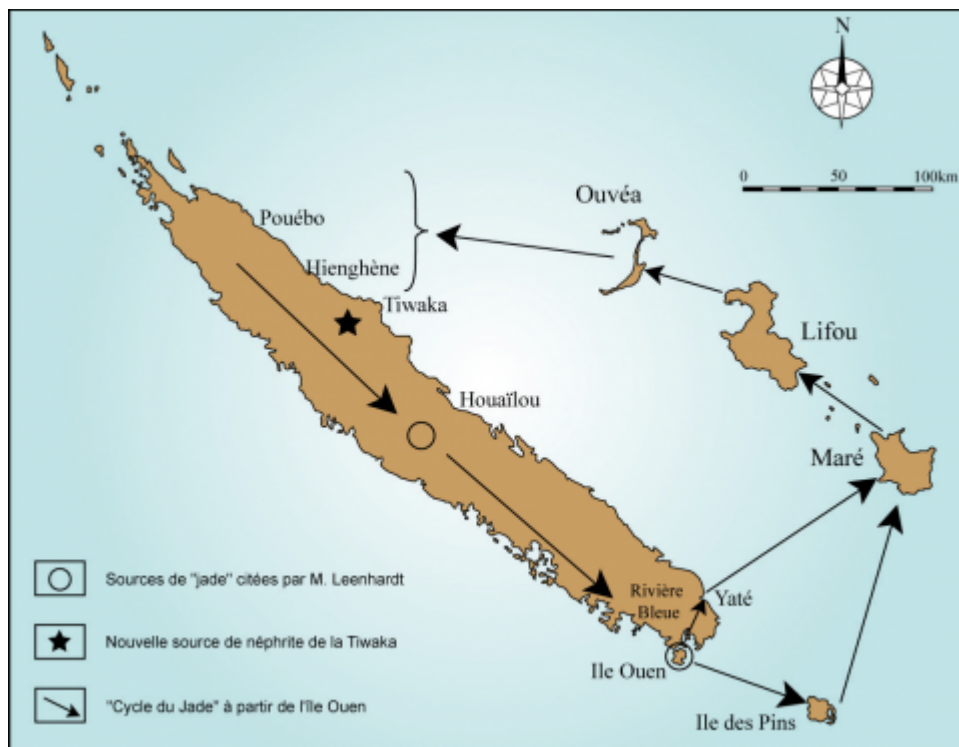 N
0
100km
Ouvéa
Pouébo
Hienghène
Tiwaka
Lifou
Houaïlou
Maré
Sources de "jade" citées par M. Leenhardt
Rivière
Bleue
Yaté
Nouvelle source de néphrite de la Tiwaka
Ile Ouen
"Cycle du Jade" à partir de l'île Ouen
Ile des Pins